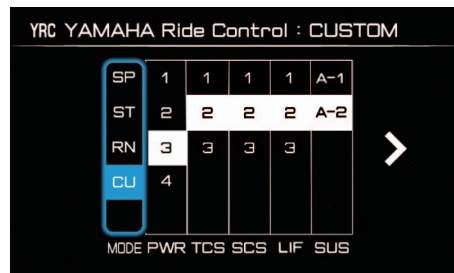 YRC YAMAHA Ride Control : CUSTOM
SP 1 1 1 1 A-1
ST 2 2 2 2 A-2
RN 3 3 3 3
CU 4
MODE PWR TCS SCS LIF SUS